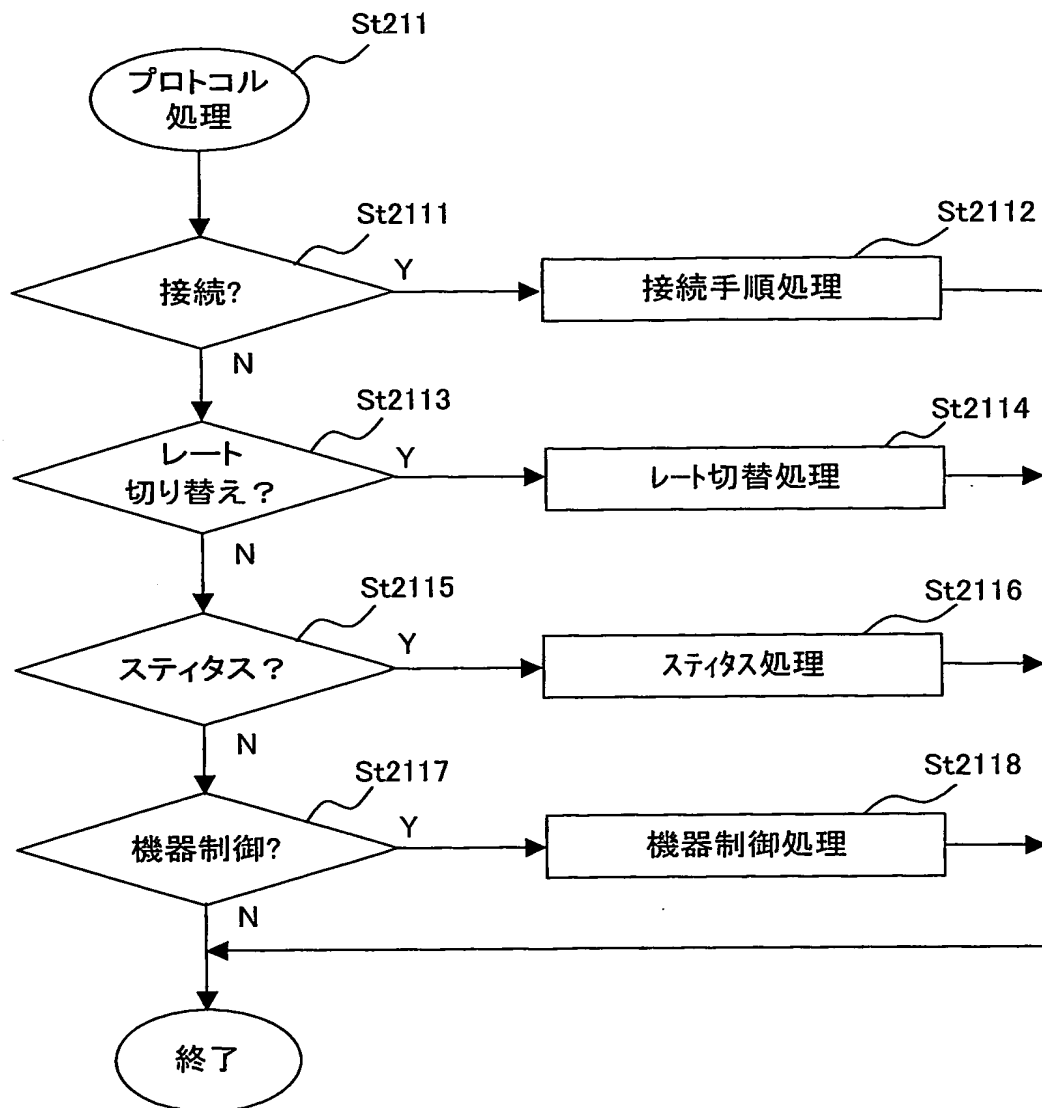 St211
プロトコル
処理
St2111
St2112
接続?
Y
接続手順処理
N
St2113
St2114
レート
切り替え？
Y
レート切替処理
N
St2115
St2116
スティタス？
Y
スティタス処理
N
St2117
St2118
機器制御?
Y
機器制御処理
N
終了